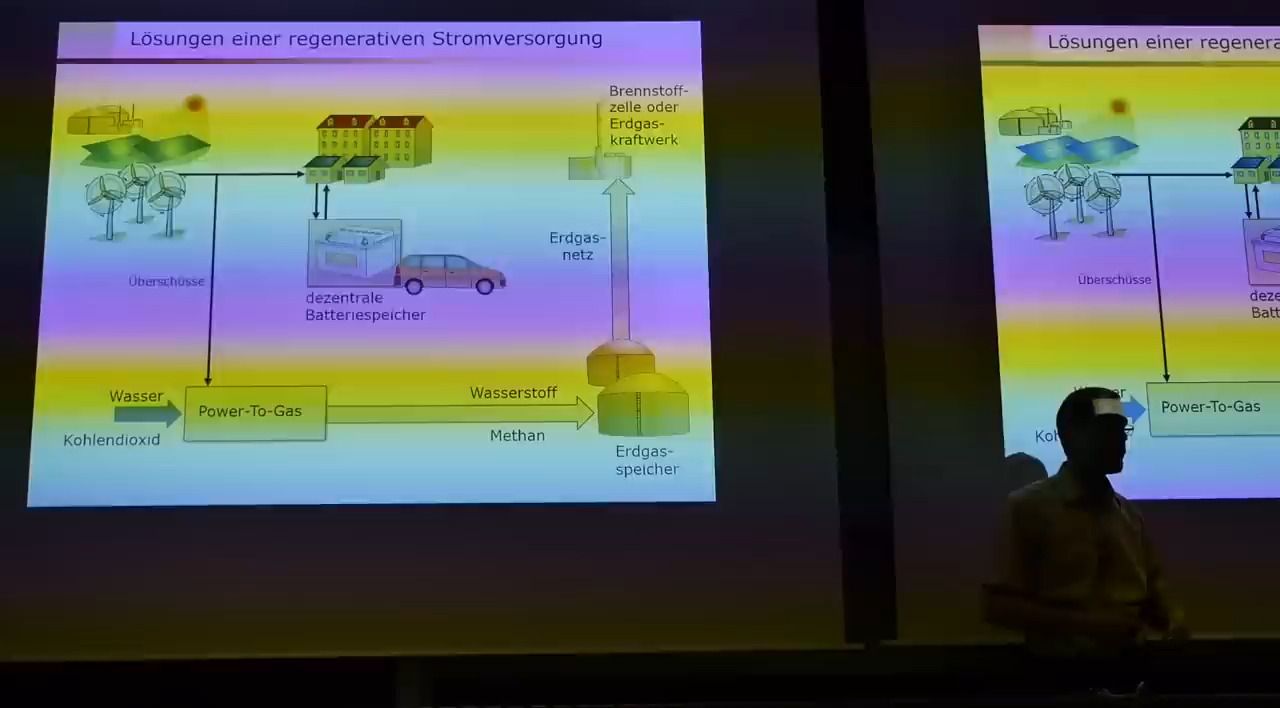 Lösungen einer regenerativen Stromversorgung
Brennstoff-
zelle oder
Erdgas-
kraftwerk
Erdgas-
netz
Überschüsse
dezentrale
Batteriespeicher
Wasser
Kohlendioxid
Power-To-Gas
Wasserstoff
Methan
Erdgas-
speicher
Lösungen einer regenera
Überschüsse
deze
Batt
Power-To-Gas
Koh